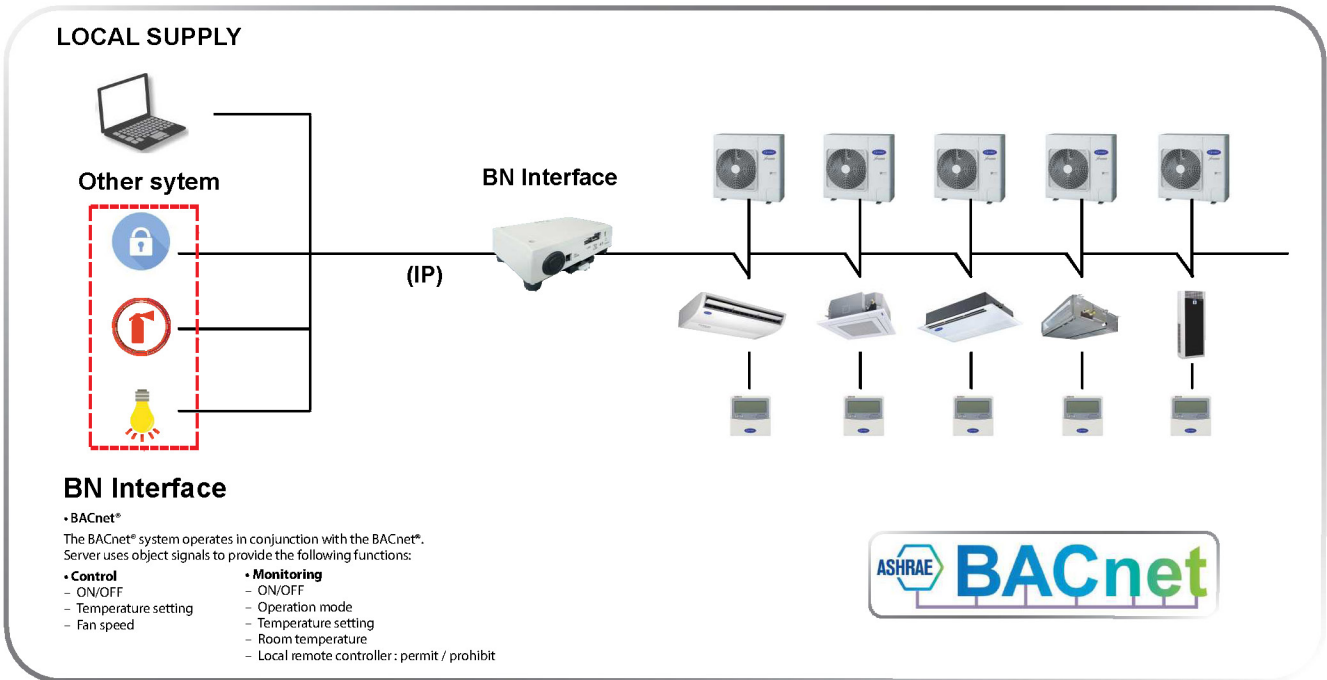 LOCAL SUPPLY
Other sytem
BN Interface
(IP)
BN Interface
• BACnet®
The BACnet® system operates in conjunction with the BACnet®.
Server uses object signals to provide the following functions:
• Control
– ON/OFF
– Temperature setting
– Fan speed
• Monitoring
– ON/OFF
– Operation mode
– Temperature setting
– Room temperature
– Local remote controller : permit / prohibit
ASHRAE BACnet